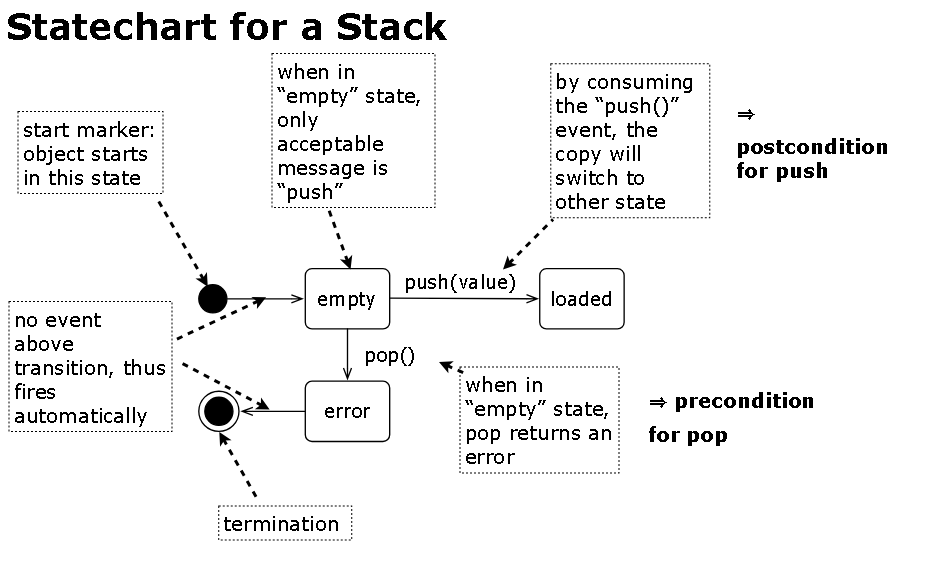 Statechart for a Stack
when in
“empty” state,
only
acceptable
message is
“push”
by consuming
the “push()”
event, the
copy will
switch to
other state
⇒
postcondition
for push
start marker:
object starts
in this state
push(value)
empty
loaded
no event
above
transition, thus
fires
automatically
pop()
error
when in
“empty” state,
pop returns an
error
⇒ precondition
for pop
termination